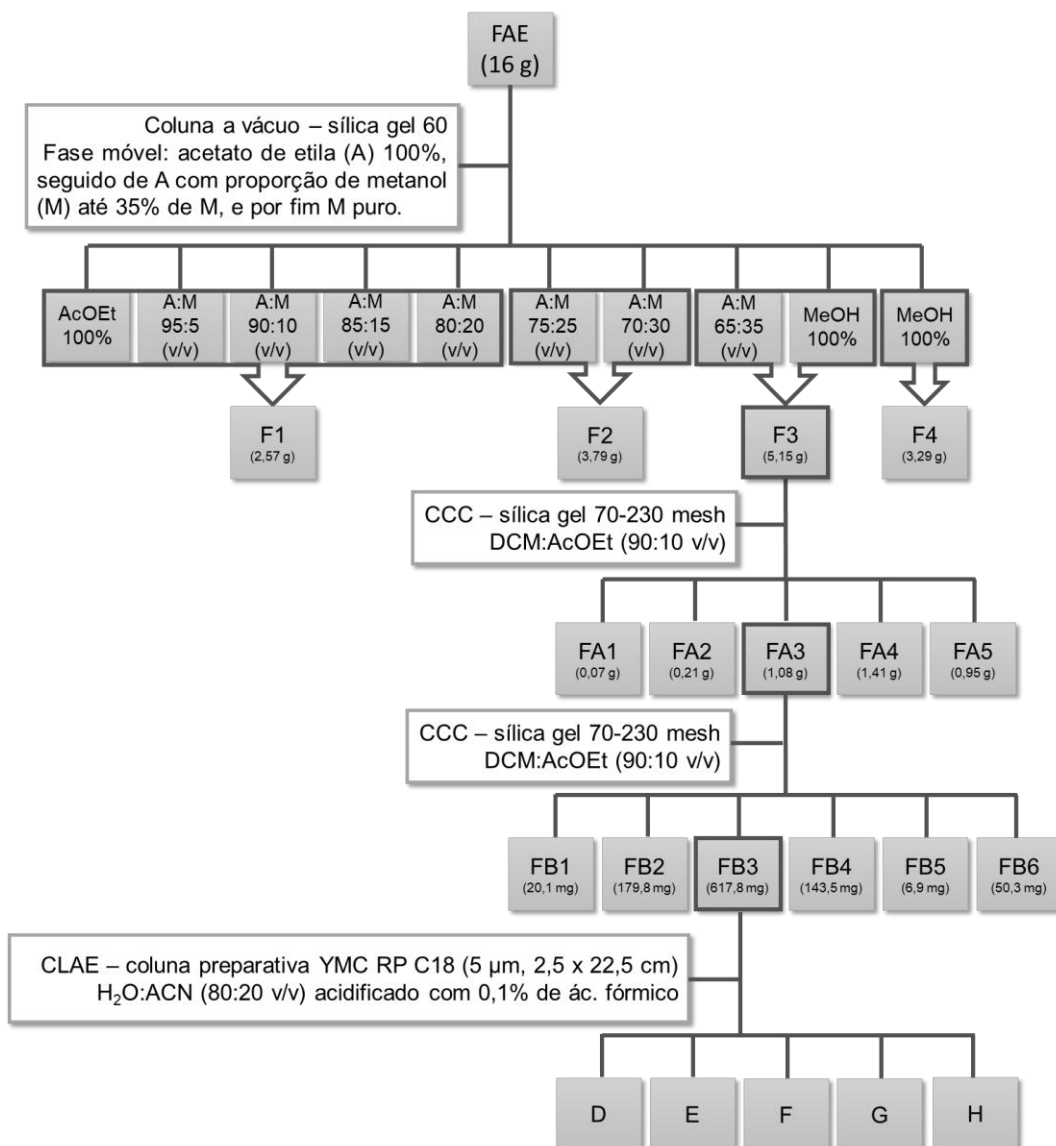 FAE
(16 g)
Coluna a vácuo – sílica gel 60
Fase móvel: acetato de etila (A) 100%,
seguido de A com proporção de metanol
(M) até 35% de M, e por fim M puro.
AcOEt
100%
A:M
95:5
(v/v)
A:M
90:10
(v/v)
A:M
85:15
(v/v)
A:M
80:20
(v/v)
A:M
75:25
(v/v)
A:M
70:30
(v/v)
A:M
65:35
(v/v)
MeOH
100%
MeOH
100%
F1
(2,57 g)
F2
(3,79 g)
F3
(5,15 g)
F4
(3,29 g)
CCC – sílica gel 70-230 mesh
DCM:AcOEt (90:10 v/v)
FA1
(0,07 g)
FA2
(0,21 g)
FA3
(1,08 g)
FA4
(1,41 g)
FA5
(0,95 g)
CCC – sílica gel 70-230 mesh
DCM:AcOEt (90:10 v/v)
FB1
(20,1 mg)
FB2
(179,8 mg)
FB3
(617,8 mg)
FB4
(143,5 mg)
FB5
(6,9 mg)
FB6
(50,3 mg)
CLAE – coluna preparativa YMC RP C18 (5 µm, 2,5 x 22,5 cm)
H₂O:ACN (80:20 v/v) acidificado com 0,1% de ác. fórmico
D
E
F
G
H